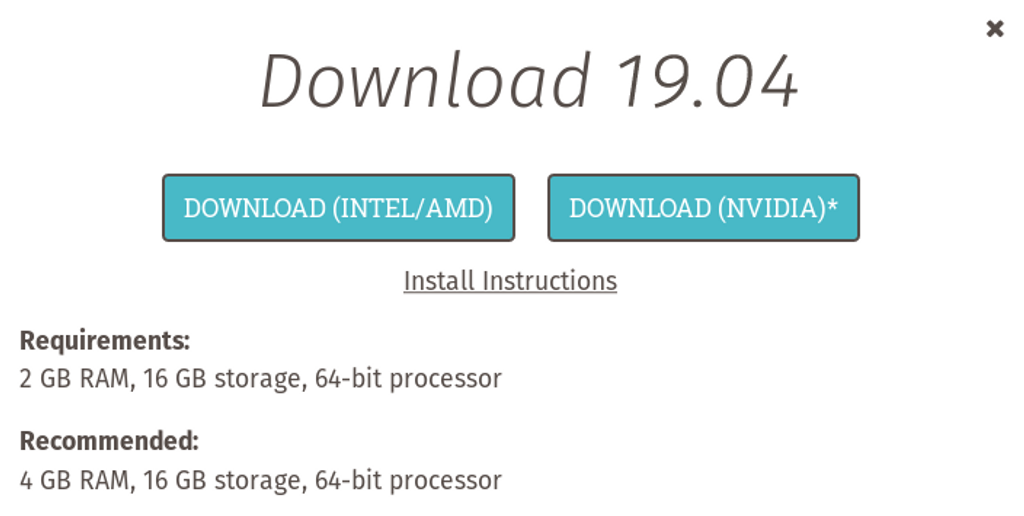 Download 19.04
DOWNLOAD (INTEL/AMD)
DOWNLOAD (NVIDIA)*
Install Instructions
Requirements:
2 GB RAM, 16 GB storage, 64-bit processor
Recommended:
4 GB RAM, 16 GB storage, 64-bit processor